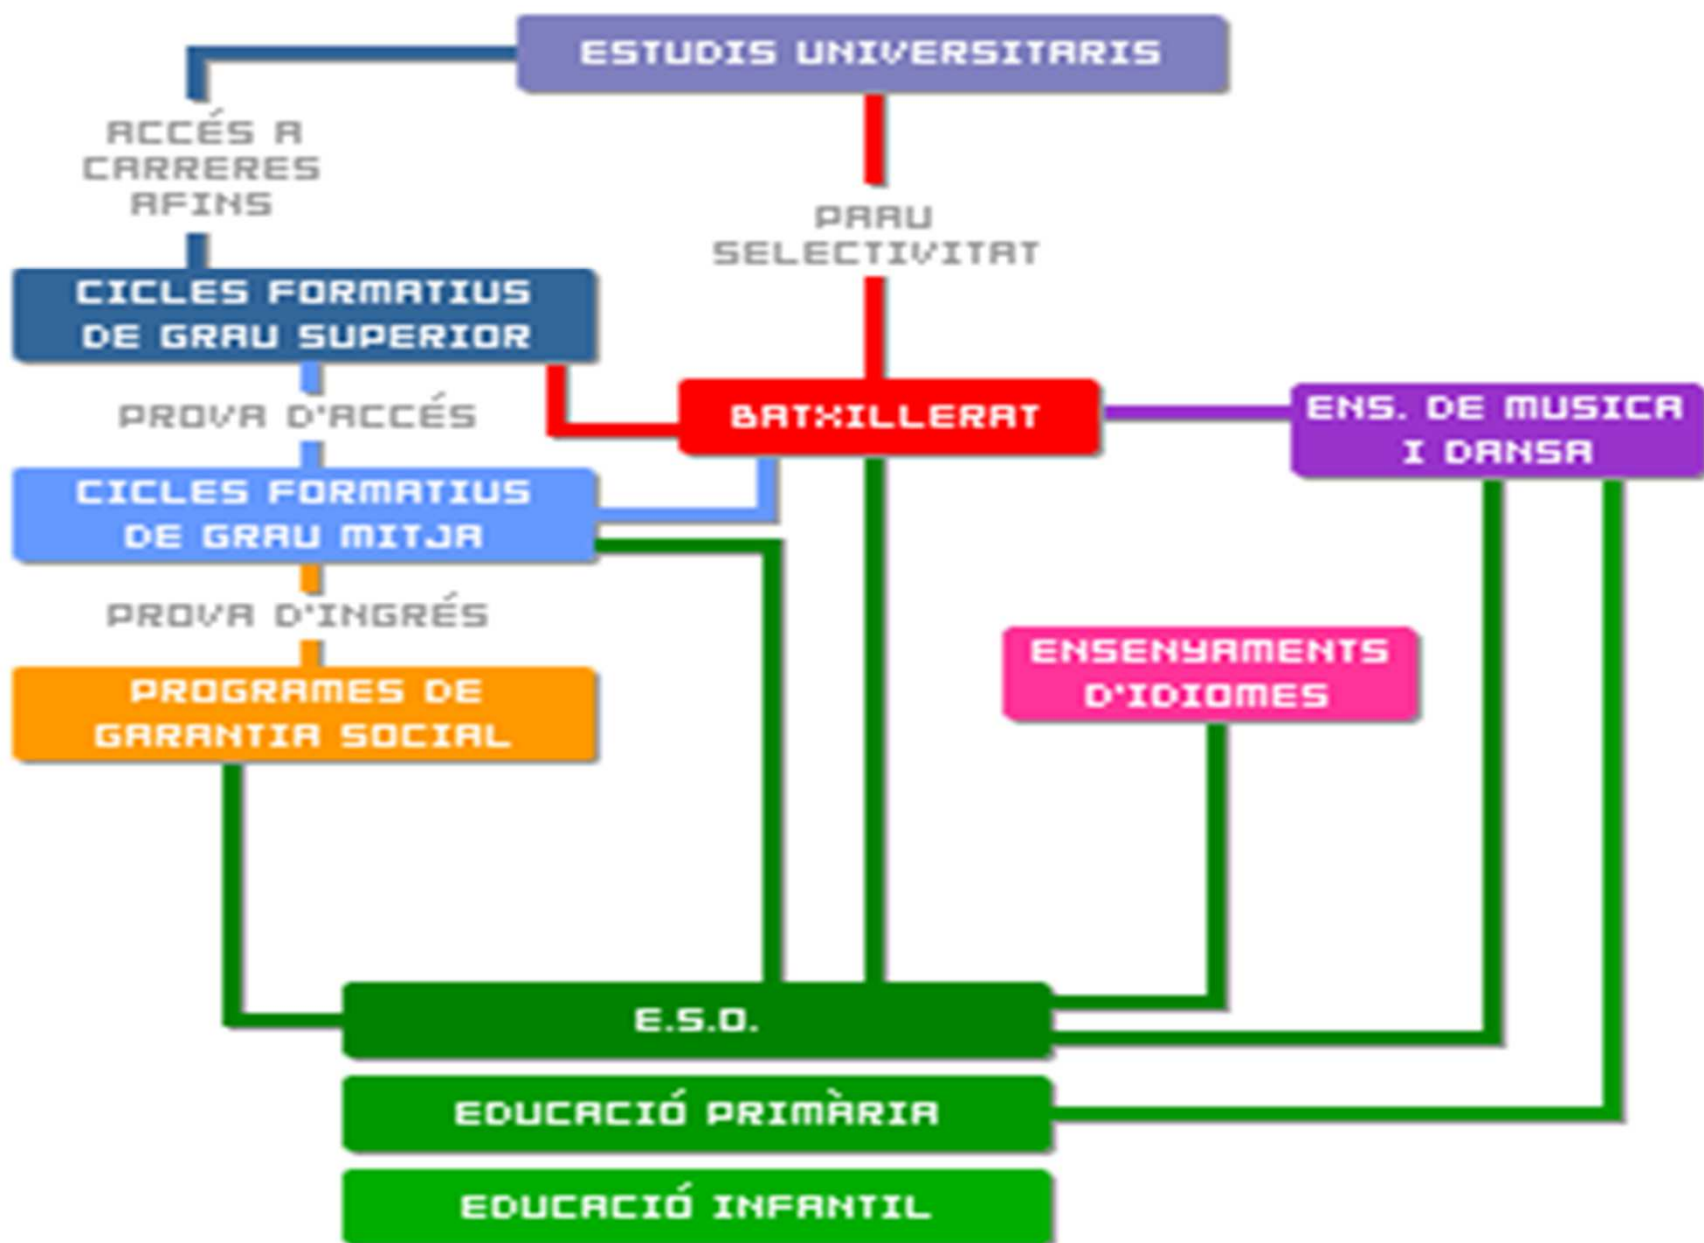 ESTUDIS UNIVERSITARIS
ACCÉS A
CARRERES
AFINS
PAAU
SELECTIVITAT
CICLES FORMATIUS
DE GRAU SUPERIOR
PROVA D'ACCÉS
BATXILLERAT
ENS. DE MUSICA
I DANSA
CICLES FORMATIUS
DE GRAU MITJA
PROVA D'INGRÉS
ENSENYAMENTS
D'IDIOMES
PROGRAMES DE
GARANTIA SOCIAL
E.S.O.
EDUCACIÓ PRIMÀRIA
EDUCACIÓ INFANTIL